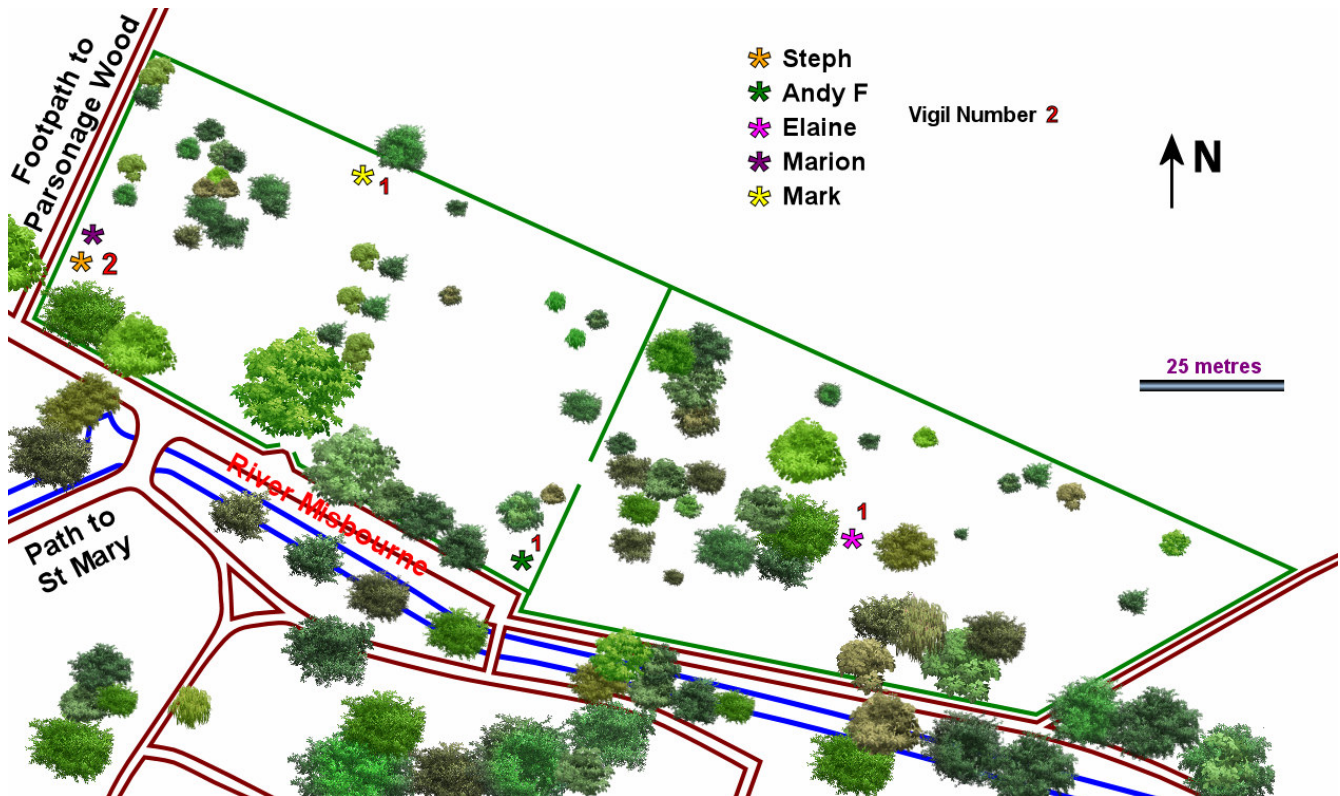 Footpath to
Parsonage Wood
Steph
Andy F
Elaine
Marion
Mark
Vigil Number 2
N
1
2
25 metres
River Misbourne
1
1
Path to
St Mary